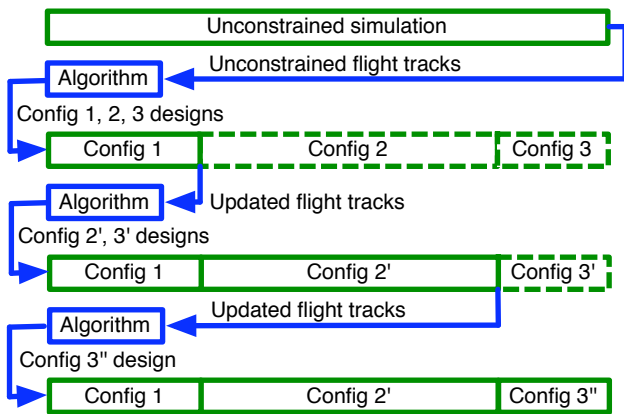 Unconstrained simulation
Algorithm
Unconstrained flight tracks
Config 1, 2, 3 designs
Config 1
Config 2
Config 3
Algorithm
Updated flight tracks
Config 2', 3' designs
Config 1
Config 2'
Config 3'
Algorithm
Updated flight tracks
Config 3" design
Config 1
Config 2'
Config 3"